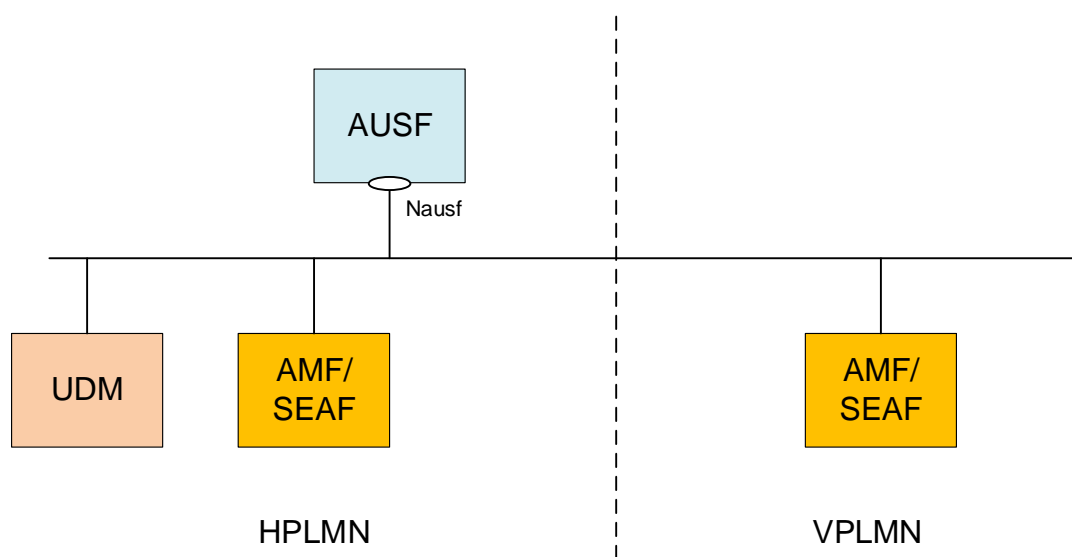 AUSF
Nausf
UDM
AMF/
SEAF
AMF/
SEAF
HPLMN
VPLMN